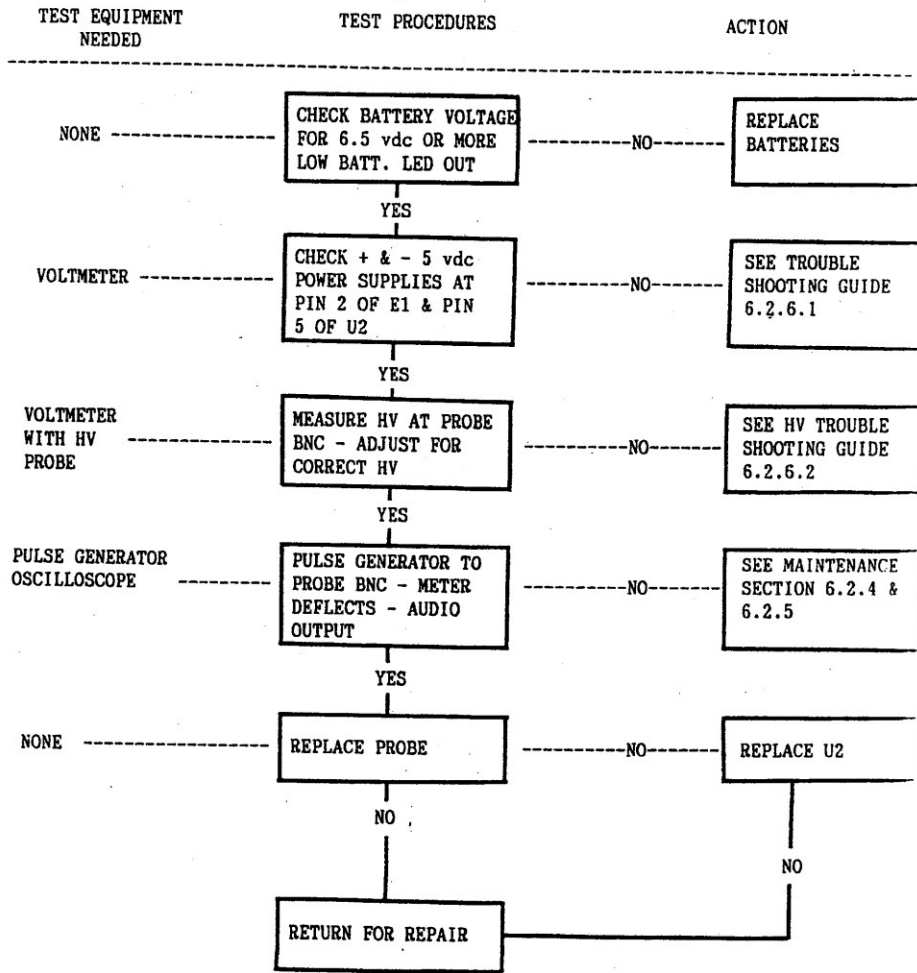 TEST EQUIPMENT
NEEDED
TEST PROCEDURES
ACTION
NONE
CHECK BATTERY VOLTAGE
FOR 6.5 vdc OR MORE
LOW BATT. LED OUT
NO
REPLACE
BATTERIES
YES
VOLTMETER
CHECK + & - 5 vdc
POWER SUPPLIES AT
PIN 2 OF E1 & PIN
5 OF U2
NO
SEE TROUBLE
SHOOTING GUIDE
6.2.6.1
YES
VOLTMETER
WITH HV
PROBE
MEASURE HV AT PROBE
BNC - ADJUST FOR
CORRECT HV
NO
SEE HV TROUBLE
SHOOTING GUIDE
6.2.6.2
YES
PULSE GENERATOR
OSCILLOSCOPE
PULSE GENERATOR TO
PROBE BNC - METER
DEFLECTS - AUDIO
OUTPUT
NO
SEE MAINTENANCE
SECTION 6.2.4 &
6.2.5
YES
NONE
REPLACE PROBE
NO
REPLACE U2
NO
NO
RETURN FOR REPAIR